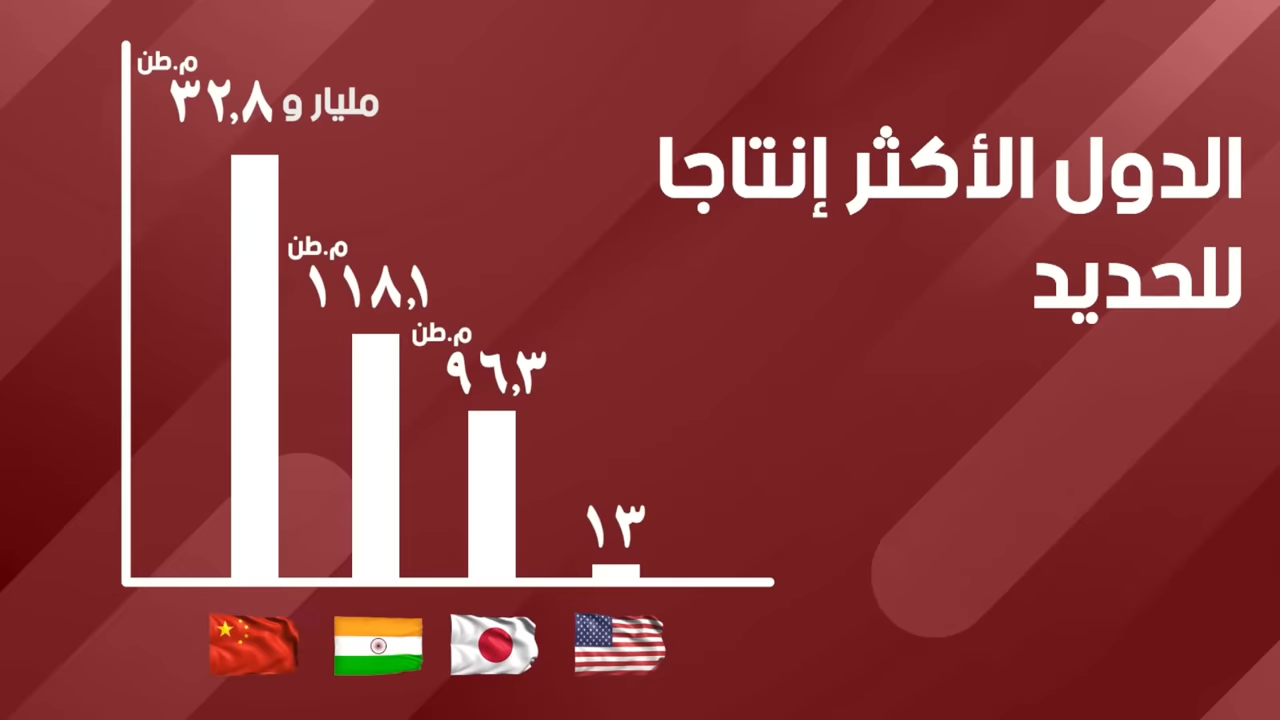 الدول الأكثر إنتاجا
للحديد
م.طن
مليار و ٣٢,٨
م.طن
١١٨,١
م.طن
٩٦,٣
١٣